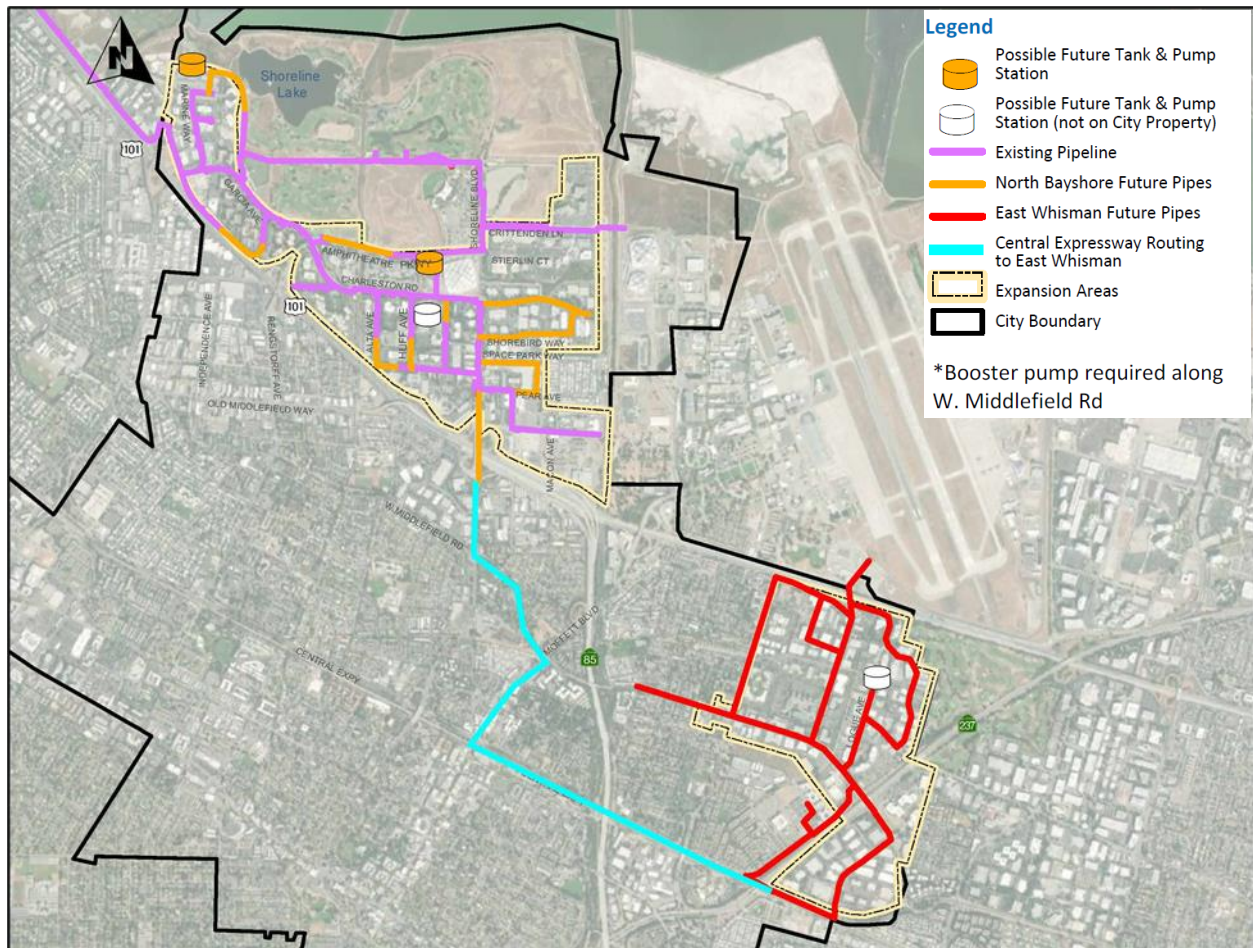 Legend
Possible Future Tank & Pump
Station
Possible Future Tank & Pump
Station (not on City Property)
Existing Pipeline
North Bayshore Future Pipes
East Whisman Future Pipes
Central Expressway Routing
to East Whisman
Expansion Areas
City Boundary
*Booster pump required along
W. Middlefield Rd
N
Shoreline
Lake
MARINE WAY
101
GARCIA AVE
SHORELINE BLVD
CRITTENDEN LN
STIERLIN CT
AMPHITHEATRE PKWY
CHARLESTON RD
101
INDEPENDENCE AVE
RENGSTORFF AVE
ALTA AVE
HUFF AVE
SHOREBIRD WAY
SPACE PARK WAY
PEAR AVE
OLD MIDDLEFIELD WAY
MACON AVE
W MIDDLEFIELD RD
MOFFETT BLVD
85
CENTRAL EXPY
LOGUE AVE
237